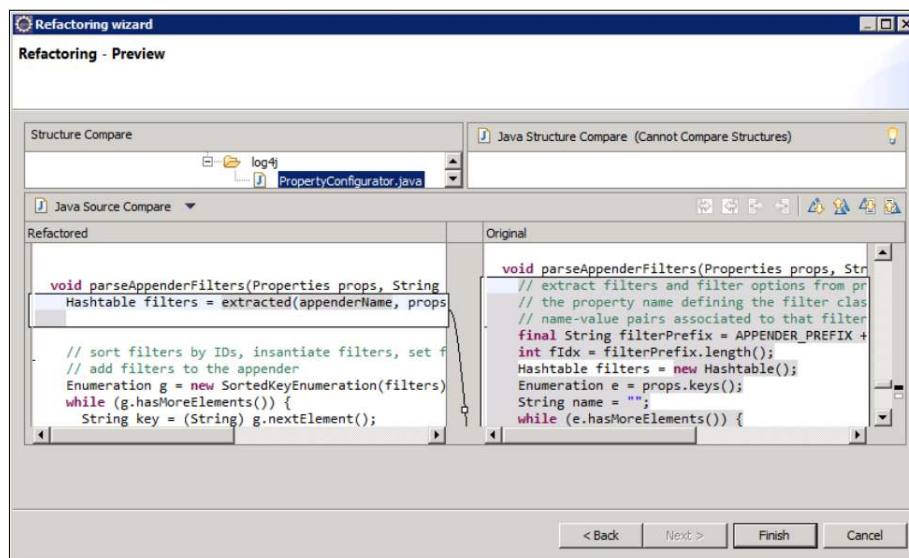 Refactoring wizard
Refactoring - Preview
Structure Compare
log4j
PropertyConfigurator.java
Java Structure Compare (Cannot Compare Structures)
Java Source Compare
Refactored
void parseAppenderFilters(Properties props, String
Hashtable filters = extracted(appenderName, props
// sort filters by IDs, insantiate filters, set f
// add filters to the appender
Enumeration g = new SortedKeyEnumeration(filters)
while (g.hasMoreElements()) {
String key = (String) g.nextElement();
Original
void parseAppenderFilters(Properties props, Str
// extract filters and filter options from pr
// the property name defining the filter clas
// name-value pairs associated to that filter
final String filterPrefix = APPENDER_PREFIX +
int fIdx = filterPrefix.length();
Hashtable filters = new Hashtable();
Enumeration e = props.keys();
String name = "";
while (e.hasMoreElements()) {
< Back
Next >
Finish
Cancel